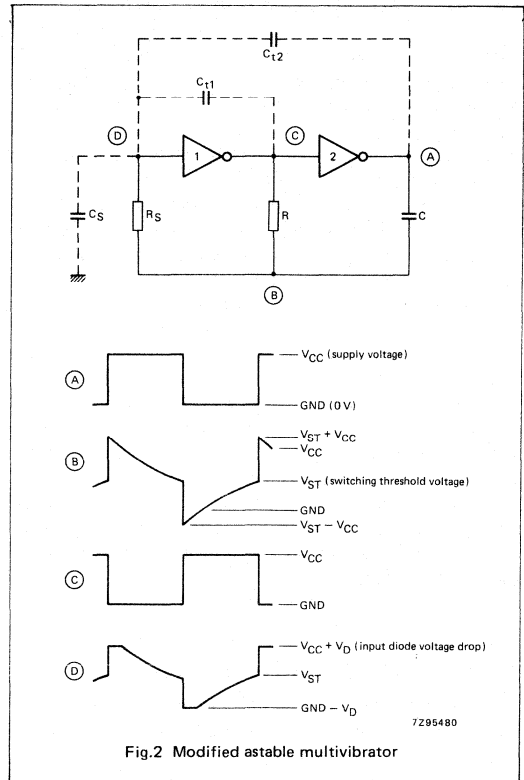 Ct2
Ct1
D
C
1
2
A
CS
RS
R
C
B
A
VCC (supply voltage)
GND (0 V)
B
VST + VCC
VCC
VST (switching threshold voltage)
GND
VST − VCC
C
VCC
GND
D
VCC + VD (input diode voltage drop)
VST
GND − VD
7Z95480
Fig.2 Modified astable multivibrator